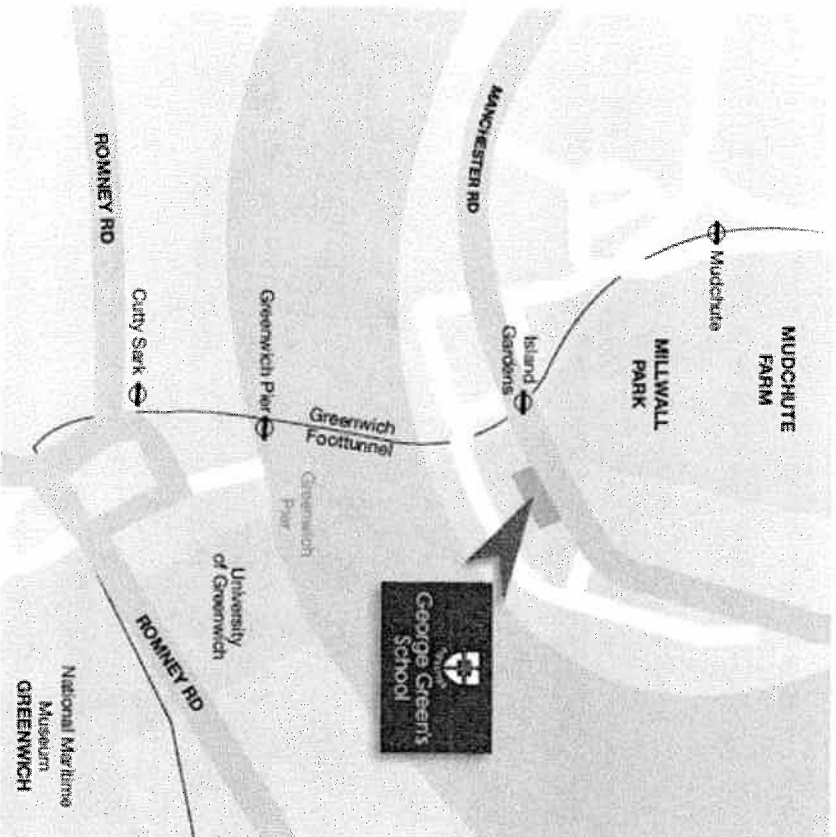 MUDCHUTE
FARM
Mudchute
MILLWALL
PARK
MANCHESTER RD
Island
Gardens
George Green's
School
Greenwich
Foottunnel
Greenwich Pier
Greenwich
Pier
Cutty Sark
ROMNEY RD
University
of Greenwich
ROMNEY RD
National Maritime
Museum
GREENWICH